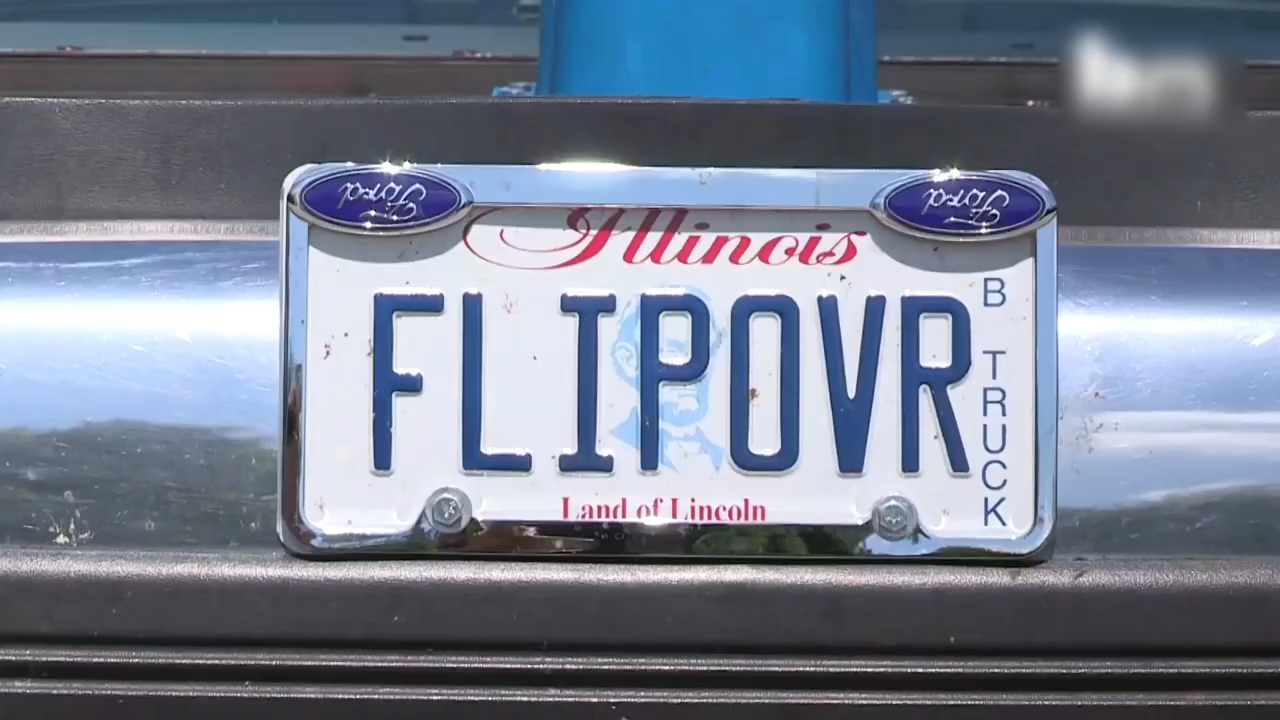 Ford Ford
Illinois
FLIPOVR
B TRUCK
Land of Lincoln